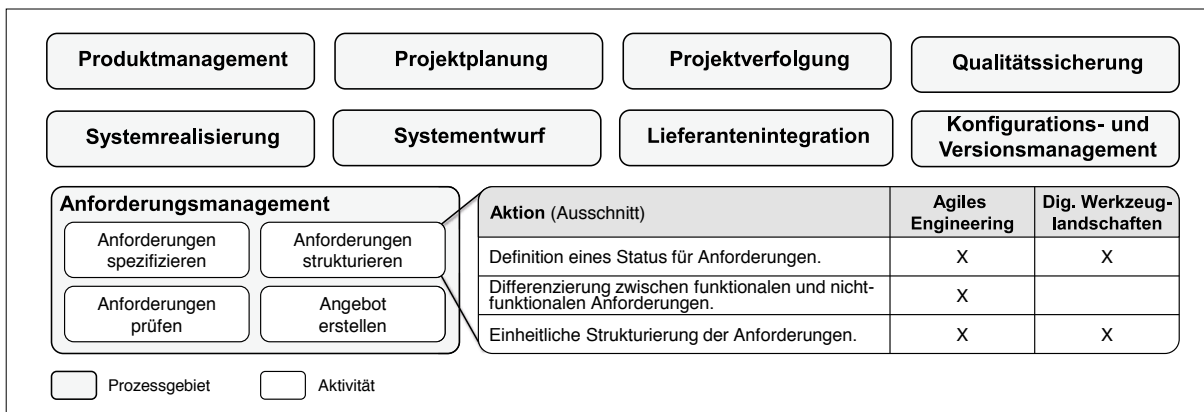 Produktmanagement
Projektplanung
Projektverfolgung
Qualitätssicherung
Systemrealisierung
Systementwurf
Lieferantenintegration
Konfigurations- und
Versionsmanagement
Anforderungsmanagement
Anforderungen
spezifizieren
Anforderungen
strukturieren
Anforderungen
prüfen
Angebot
erstellen
Aktion (Ausschnitt)
Agiles
Engineering
Dig. Werkzeug-
landschaften
Definition eines Status für Anforderungen.
X
X
Differenzierung zwischen funktionalen und nicht-
funktionalen Anforderungen.
X
Einheitliche Strukturierung der Anforderungen.
X
X
Prozessgebiet
Aktivität